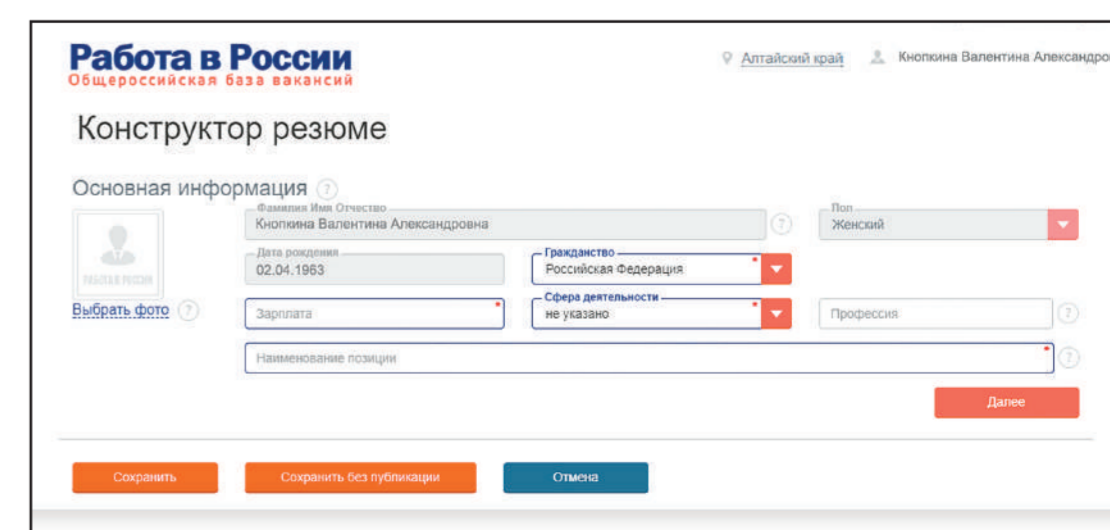 Работа в России
Общероссийская база вакансий
Алтайский край
Кнопкина Валентина Александро
Конструктор резюме
Основная информация ?
Фамилия Имя Отчество
Кнопкина Валентина Александровна ?
Пол
Женский
Дата рождения
02.04.1963
Гражданство *
Российская Федерация
РАБОТА В РОССИИ
Выбрать фото ?
Зарплата *
Сфера деятельности *
не указано
Профессия ?
Наименование позиции * ?
Далее
Сохранить
Сохранить без публикации
Отмена